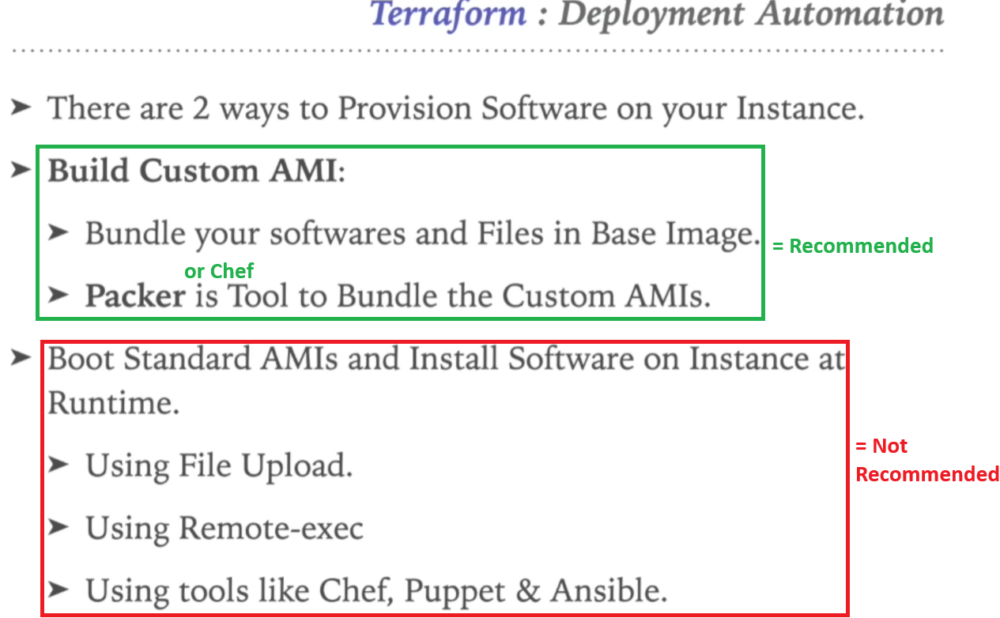 Terraform : Deployment Automation
➤ There are 2 ways to Provision Software on your Instance.
➤ Build Custom AMI:
➤ Bundle your softwares and Files in Base Image.
= Recommended
or Chef
➤ Packer is Tool to Bundle the Custom AMIs.
➤ Boot Standard AMIs and Install Software on Instance at
Runtime.
= Not
Recommended
➤ Using File Upload.
➤ Using Remote-exec
➤ Using tools like Chef, Puppet & Ansible.